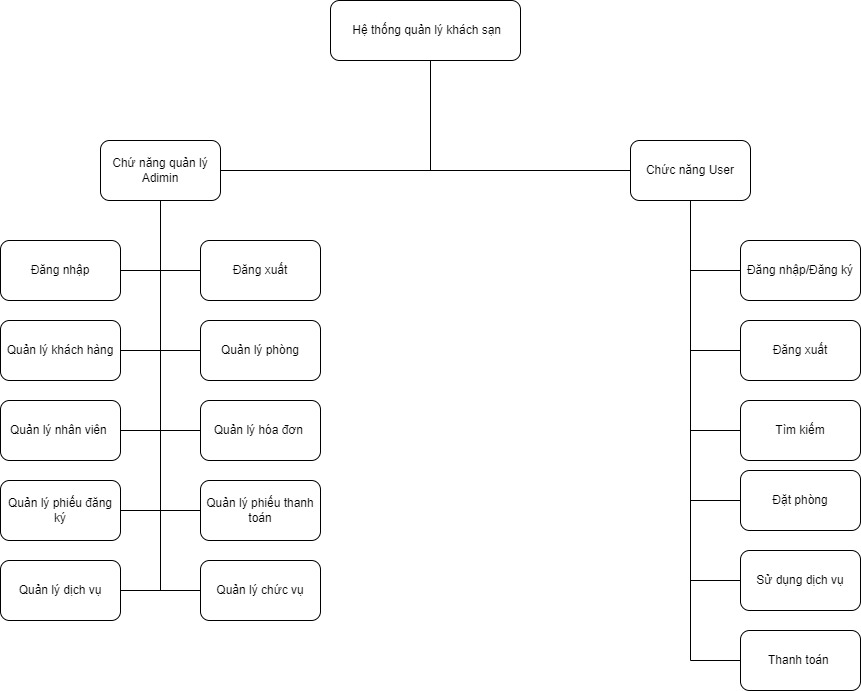 Hệ thống quản lý khách sạn
Chứ năng quản lý
Adimin
Chức năng User
Đăng nhập
Đăng xuất
Đăng nhập/Đăng ký
Quản lý khách hàng
Quản lý phòng
Đăng xuất
Quản lý nhân viên
Quản lý hóa đơn
Tìm kiếm
Quản lý phiếu đăng
ký
Quản lý phiếu thanh
toán
Đặt phòng
Quản lý dịch vụ
Quản lý chức vụ
Sử dụng dịch vụ
Thanh toán